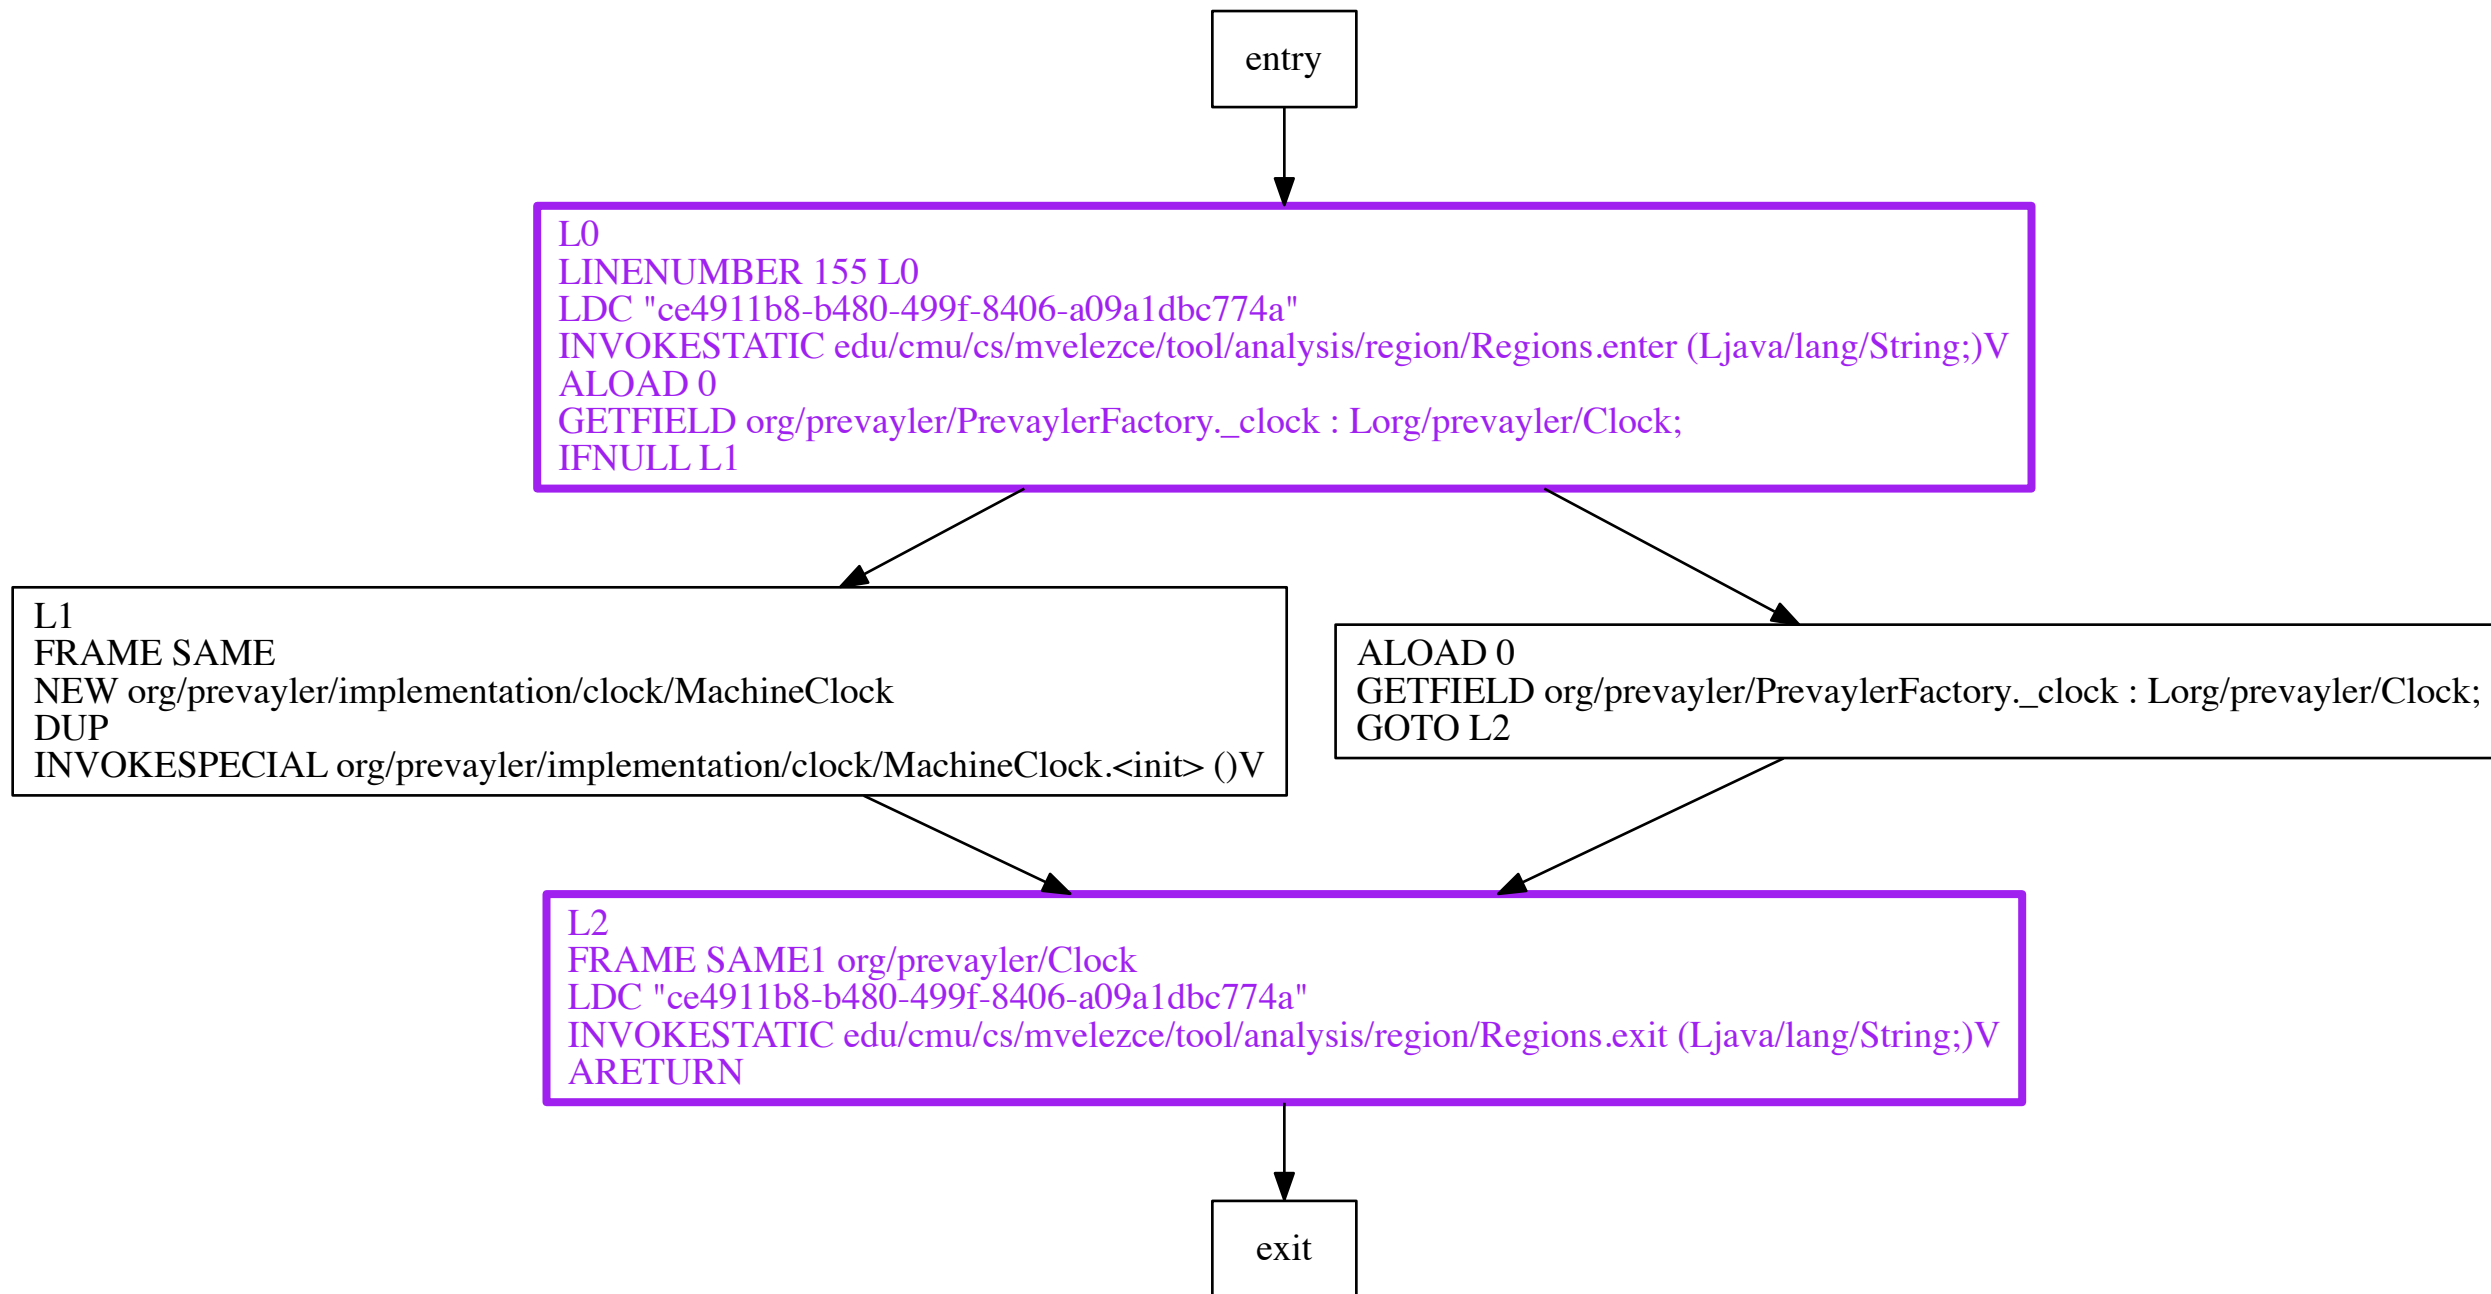 entry
L0
LINENUMBER 155 L0
LDC "ce4911b8-b480-499f-8406-a09a1dbc774a"
INVOKESTATIC edu/cmu/cs/mvelezce/tool/analysis/region/Regions.enter (Ljava/lang/String;)V
ALOAD 0
GETFIELD org/prevayler/PrevaylerFactory._clock : Lorg/prevayler/Clock;
IFNULL L1
L1
FRAME SAME
NEW org/prevayler/implementation/clock/MachineClock
DUP
INVOKESPECIAL org/prevayler/implementation/clock/MachineClock.<init> ()V
ALOAD 0
GETFIELD org/prevayler/PrevaylerFactory._clock : Lorg/prevayler/Clock;
GOTO L2
L2
FRAME SAME1 org/prevayler/Clock
LDC "ce4911b8-b480-499f-8406-a09a1dbc774a"
INVOKESTATIC edu/cmu/cs/mvelezce/tool/analysis/region/Regions.exit (Ljava/lang/String;)V
ARETURN
exit